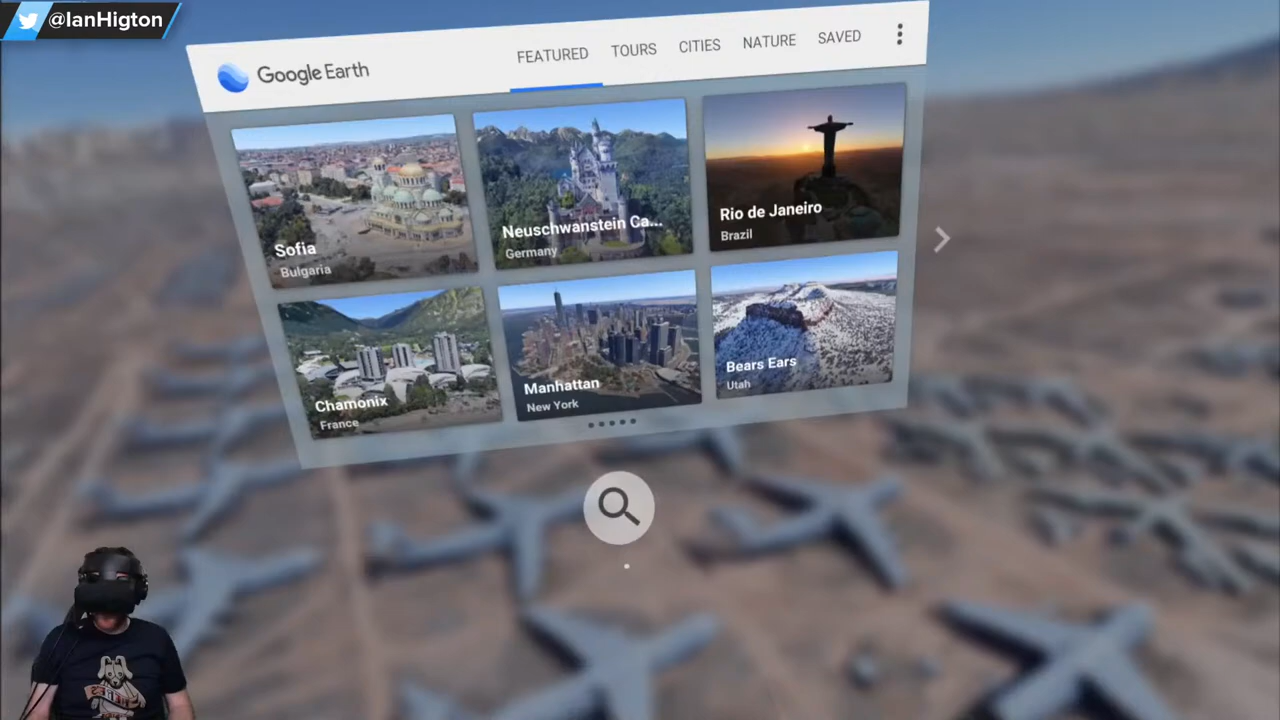 @IanHigton
Google Earth
FEATURED TOURS CITIES NATURE SAVED
Sofia
Bulgaria
Neuschwanstein Ca...
Germany
Rio de Janeiro
Brazil
Chamonix
France
Manhattan
New York
Bears Ears
Utah